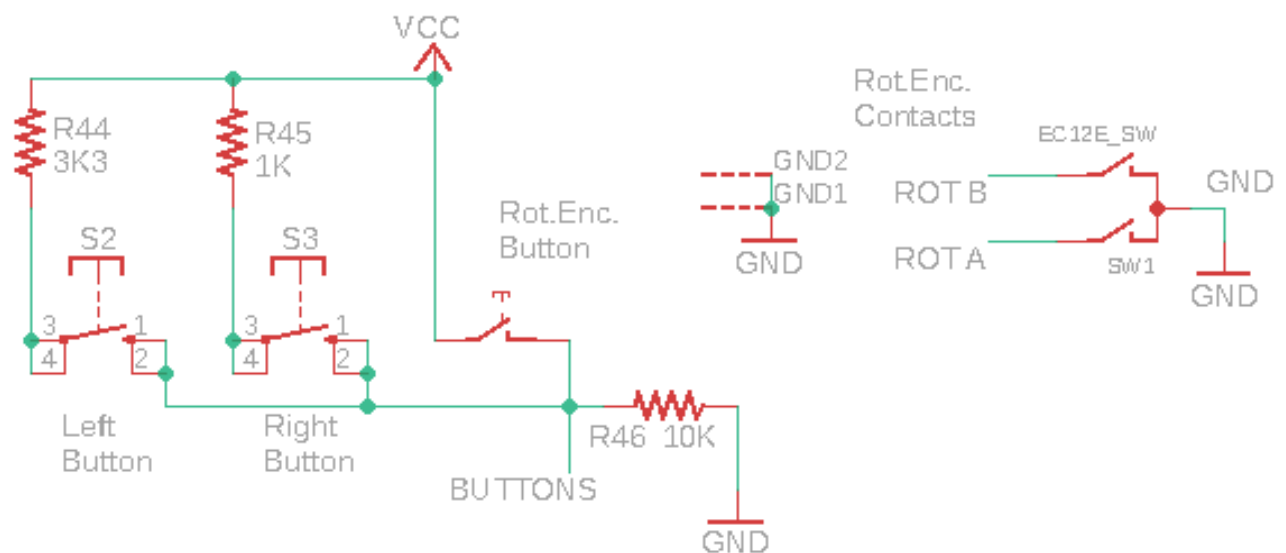 VCC
R44
3K3
R45
1K
S2
S3
3
4
1
2
3
4
1
2
Left
Button
Right
Button
Rot.Enc.
Button
R46 10K
BUTTONS
GND
GND2
GND1
GND
Rot.Enc.
Contacts
EC12E_SW
ROT B
ROT A
SW1
GND
GND